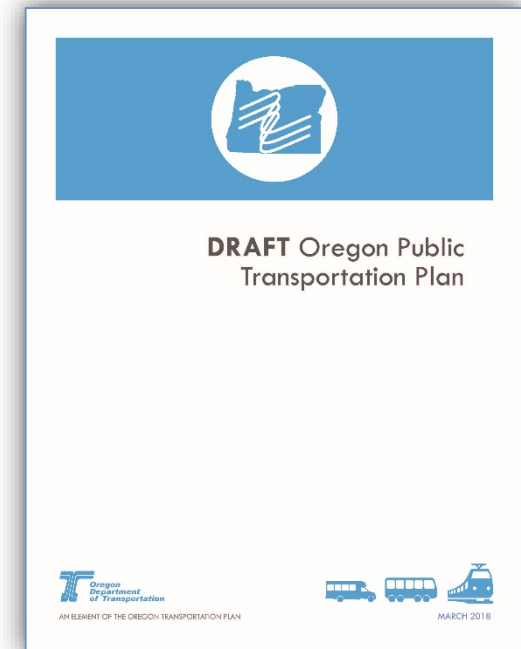 DRAFT Oregon Public
Transportation Plan
Oregon
Department
of Transportation
AN ELEMENT OF THE OREGON TRANSPORTATION PLAN
MARCH 2018